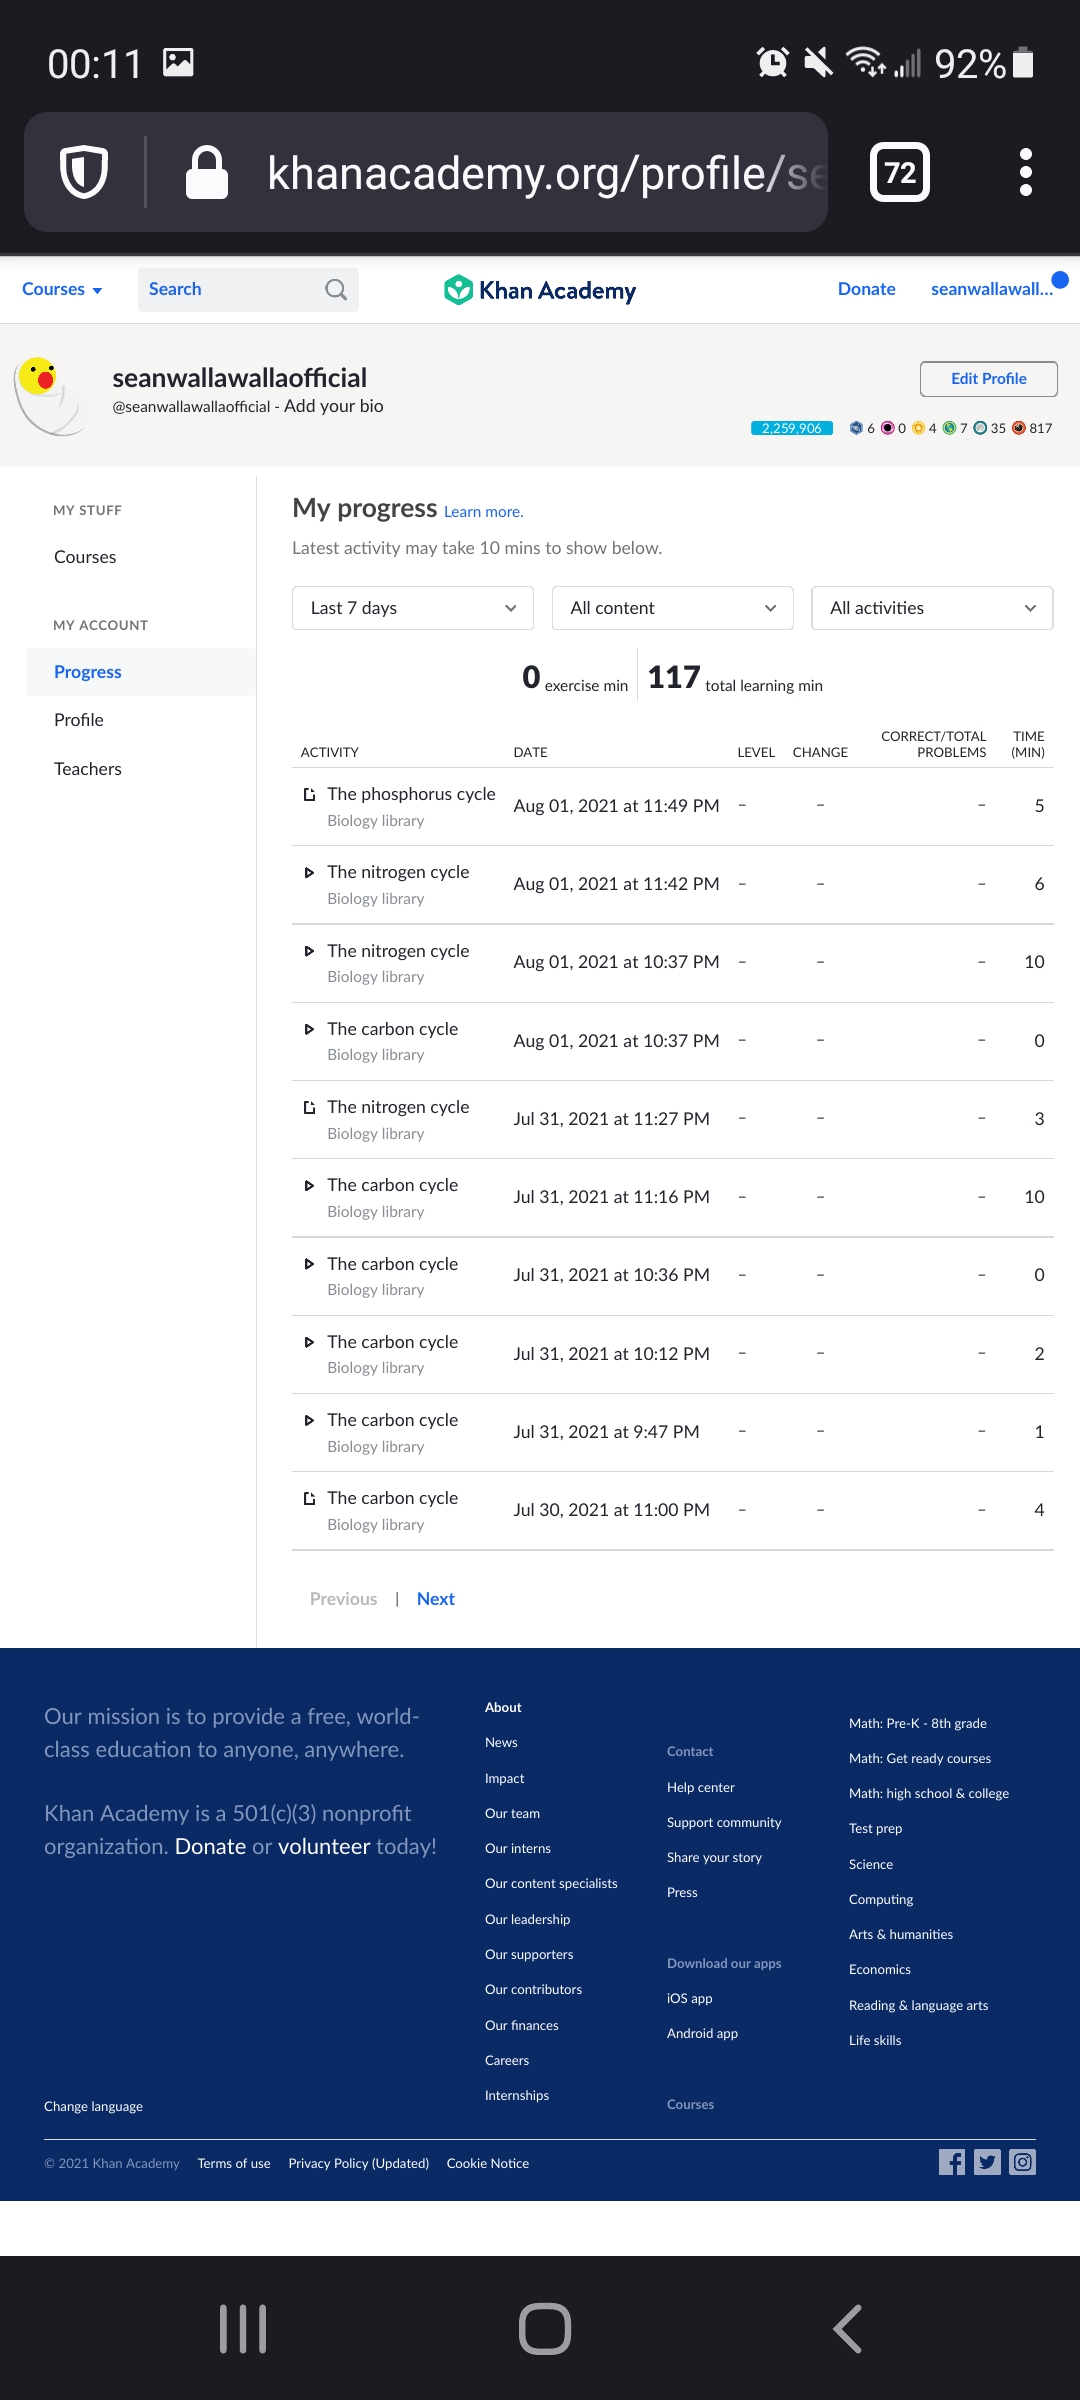 00:11
92%
khanacademy.org/profile/se
72
Courses
Search
Khan Academy
Donate
seanwallawall...
seanwallawallaofficial
@seanwallawallaofficial - Add your bio
Edit Profile
2,259,906 6 0 4 7 35 817
MY STUFF
Courses
MY ACCOUNT
Progress
Profile
Teachers
My progress Learn more.
Latest activity may take 10 mins to show below.
Last 7 days
All content
All activities
0 exercise min
117 total learning min
ACTIVITY DATE LEVEL CHANGE CORRECT/TOTAL PROBLEMS TIME (MIN)
The phosphorus cycle Aug 01, 2021 at 11:49 PM – – – 5
Biology library
The nitrogen cycle Aug 01, 2021 at 11:42 PM – – – 6
Biology library
The nitrogen cycle Aug 01, 2021 at 10:37 PM – – – 10
Biology library
The carbon cycle Aug 01, 2021 at 10:37 PM – – – 0
Biology library
The nitrogen cycle Jul 31, 2021 at 11:27 PM – – – 3
Biology library
The carbon cycle Jul 31, 2021 at 11:16 PM – – – 10
Biology library
The carbon cycle Jul 31, 2021 at 10:36 PM – – – 0
Biology library
The carbon cycle Jul 31, 2021 at 10:12 PM – – – 2
Biology library
The carbon cycle Jul 31, 2021 at 9:47 PM – – – 1
Biology library
The carbon cycle Jul 30, 2021 at 11:00 PM – – – 4
Biology library
Previous | Next
Our mission is to provide a free, world-
class education to anyone, anywhere.
Khan Academy is a 501(c)(3) nonprofit
organization. Donate or volunteer today!
Change language
About
News
Impact
Our team
Our interns
Our content specialists
Our leadership
Our supporters
Our contributors
Our finances
Careers
Internships
Contact
Help center
Support community
Share your story
Press
Download our apps
iOS app
Android app
Courses
Math: Pre-K - 8th grade
Math: Get ready courses
Math: high school & college
Test prep
Science
Computing
Arts & humanities
Economics
Reading & language arts
Life skills
© 2021 Khan Academy Terms of use Privacy Policy (Updated) Cookie Notice